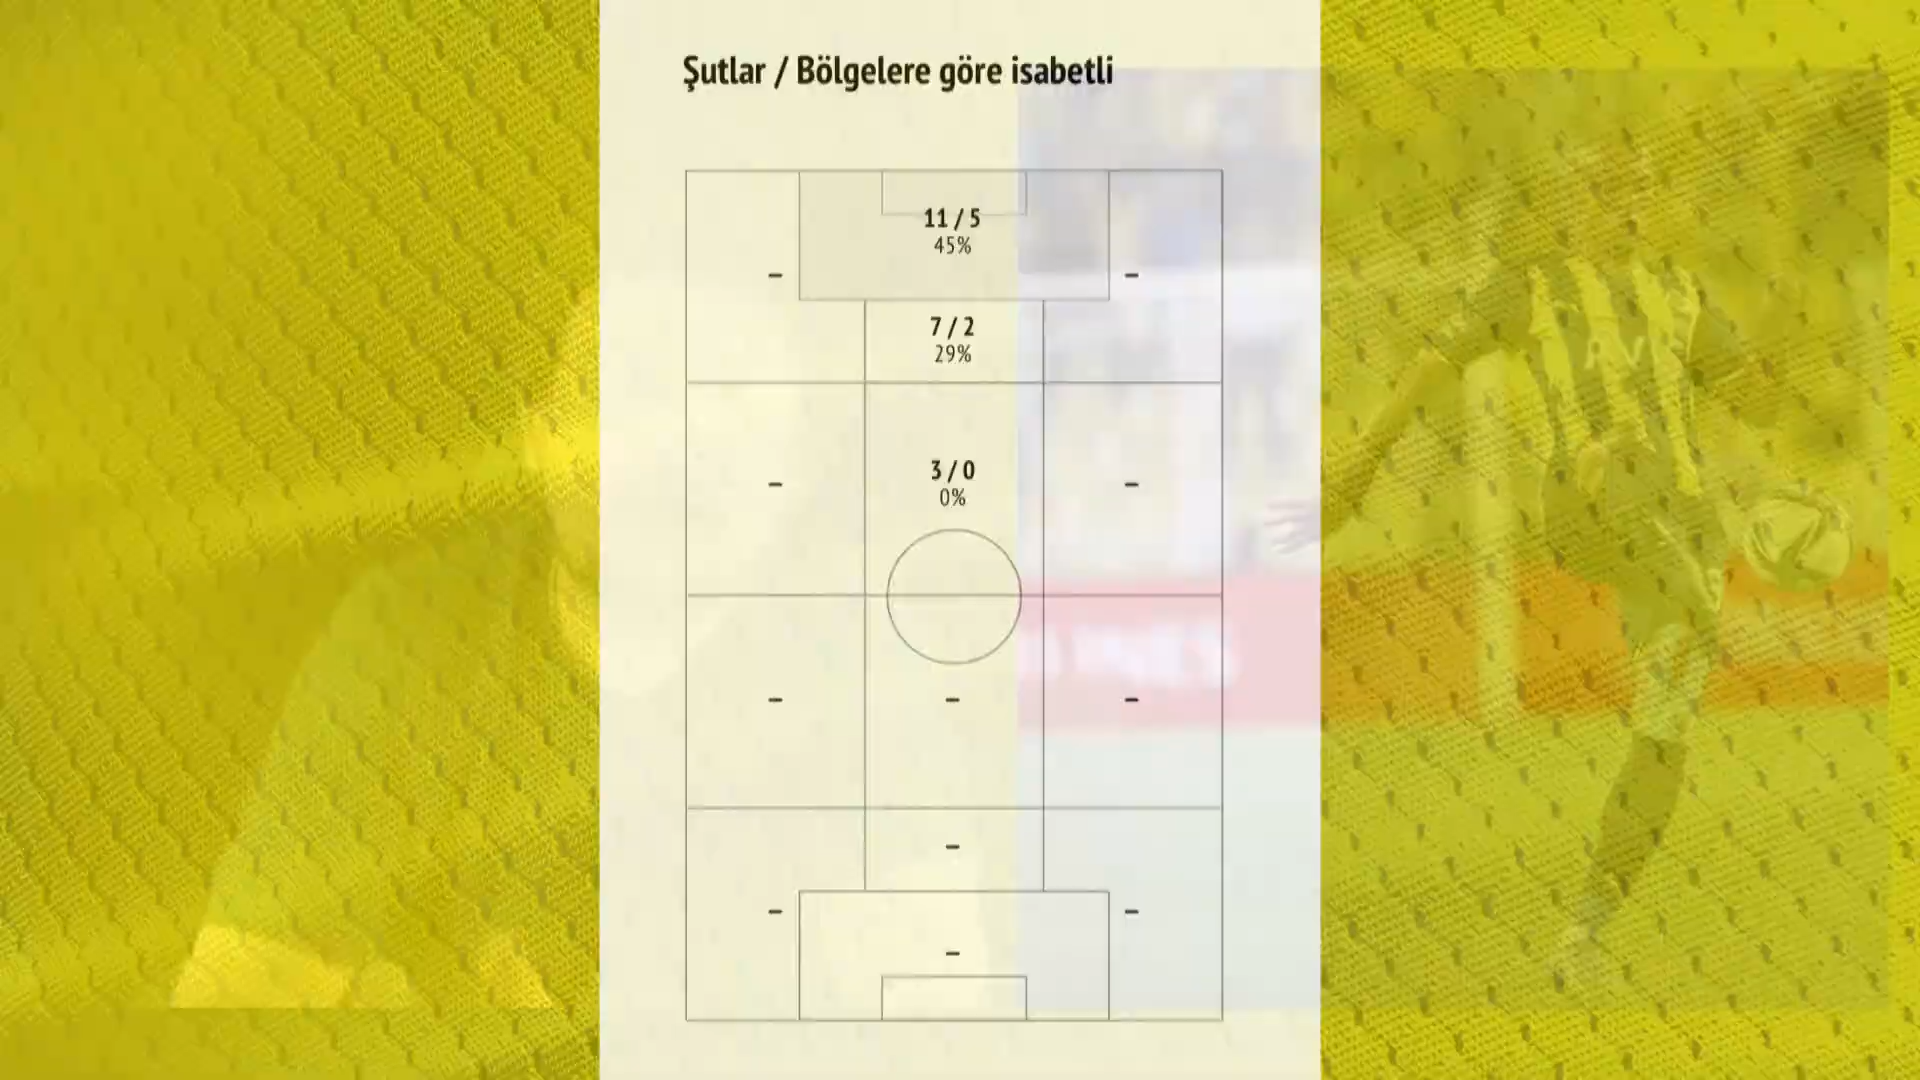 Şutlar / Bölgelere göre isabetli
11 / 5
45%
– –
7 / 2
29%
3 / 0
0%
– –
– – –
–
– –
–